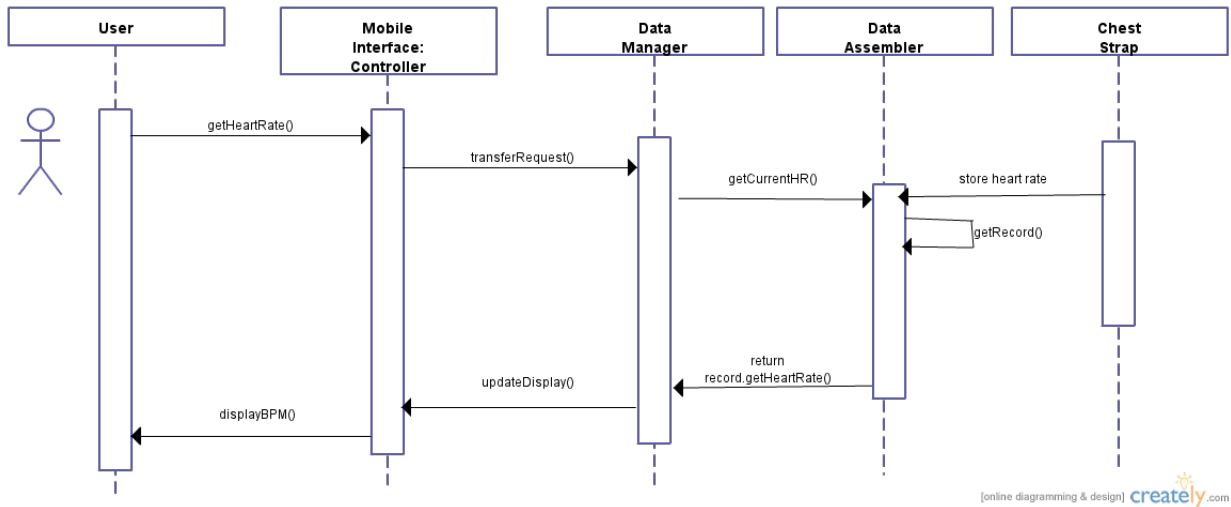 User
Mobile
Interface:
Controller
Data
Manager
Data
Assembler
Chest
Strap
getHeartRate()
transferRequest()
getCurrentHR()
store heart rate
getRecord()
return
record.getHeartRate()
updateDisplay()
displayBPM()
[online diagramming & design] creately.com